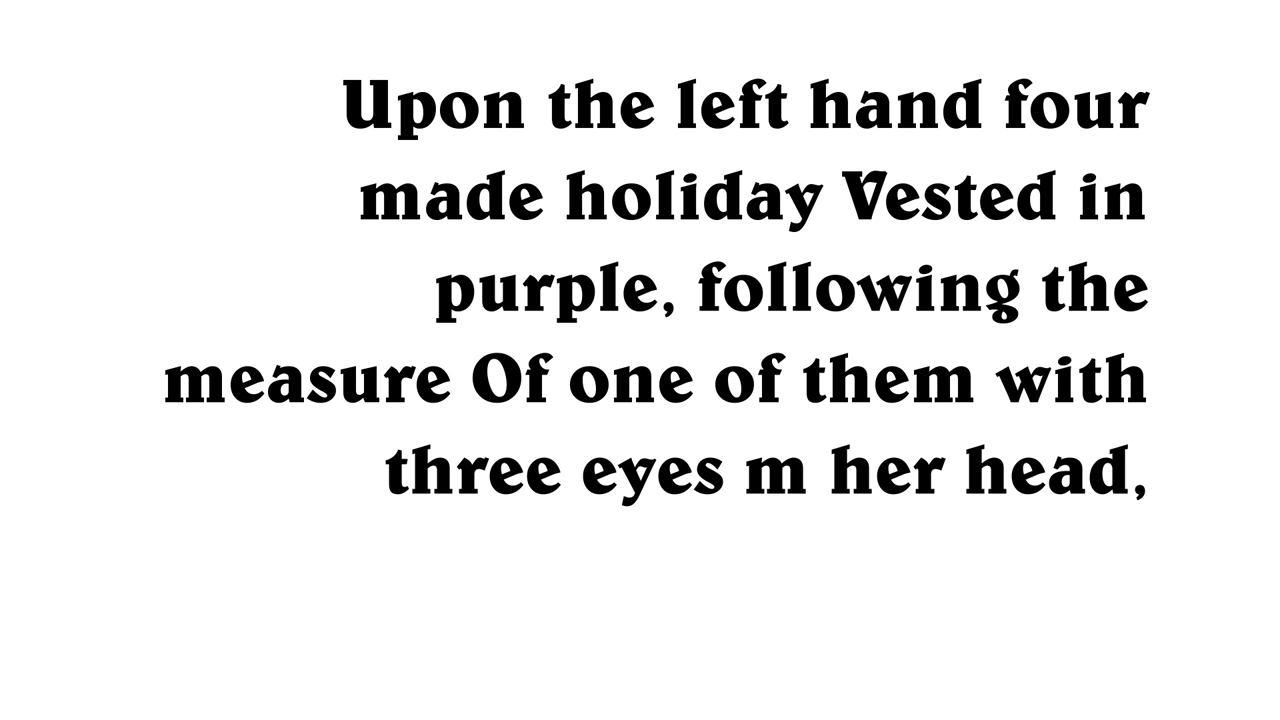 Upon the left hand four
made holiday Vested in
purple, following the
measure Of one of them with
three eyes m her head,